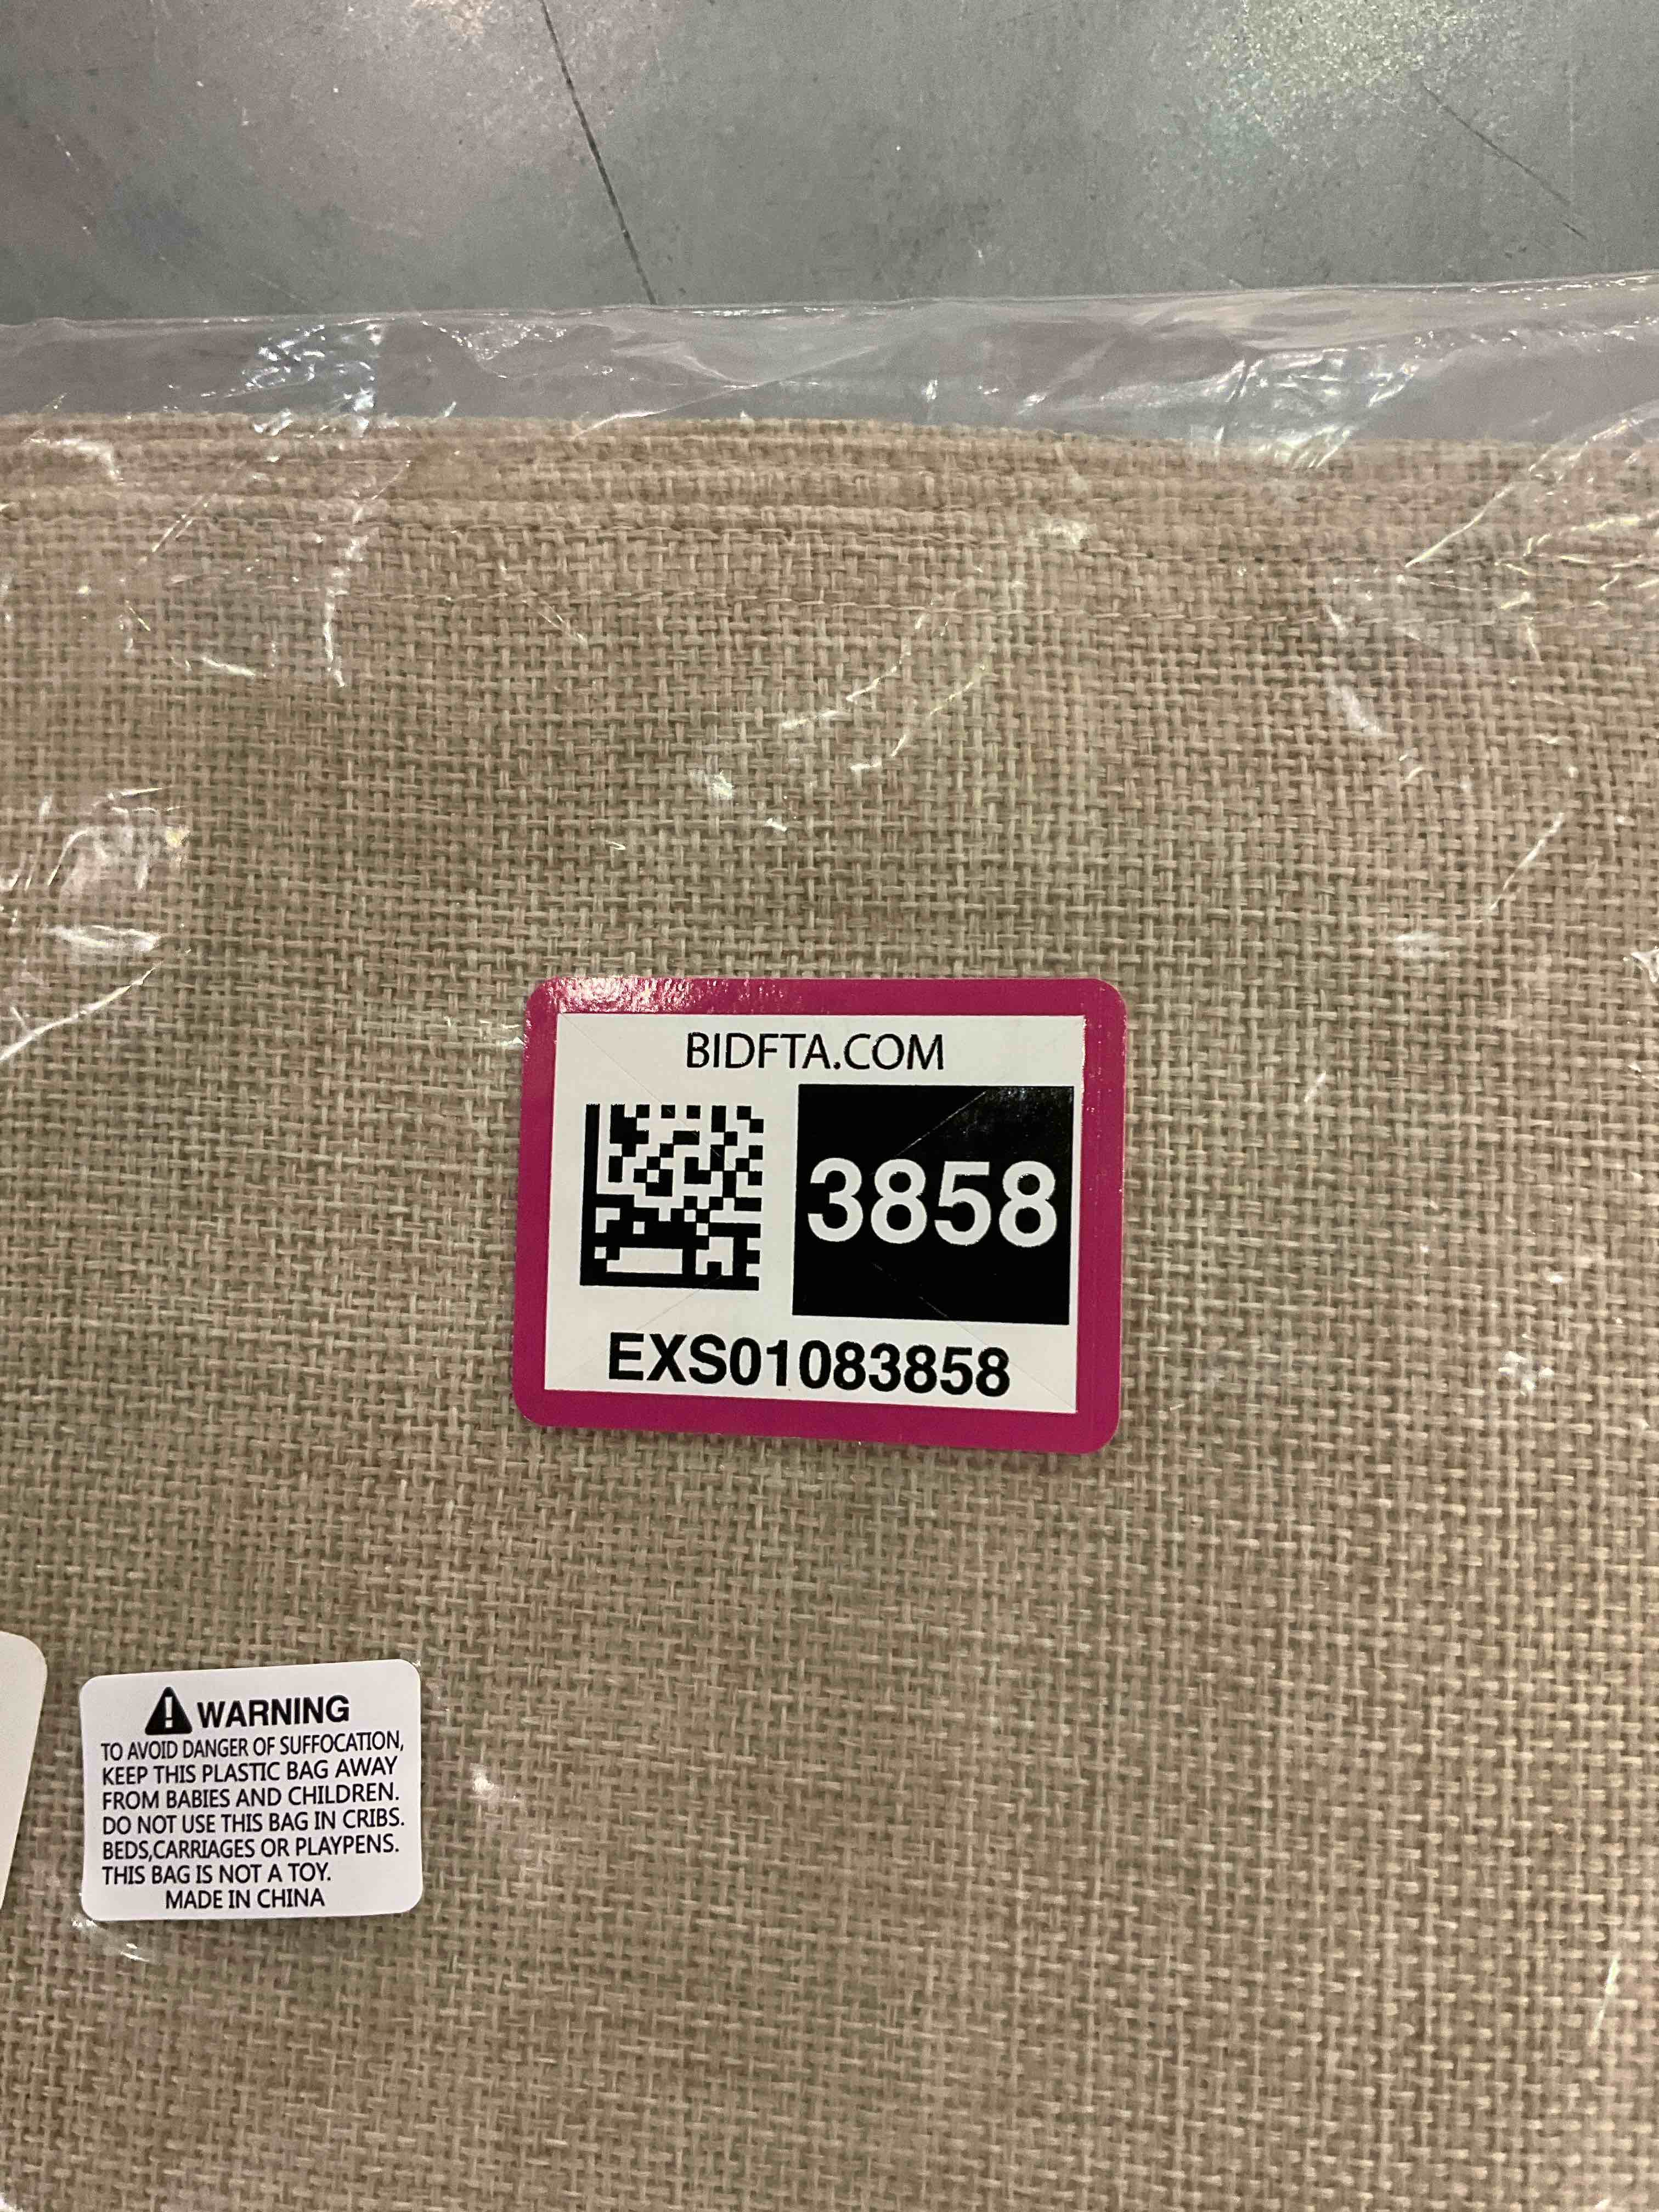 BIDFTA.COM
3858
EXS01083858
WARNING
TO AVOID DANGER OF SUFFOCATION,
KEEP THIS PLASTIC BAG AWAY
FROM BABIES AND CHILDREN.
DO NOT USE THIS BAG IN CRIBS.
BEDS,CARRIAGES OR PLAYPENS.
THIS BAG IS NOT A TOY.
MADE IN CHINA